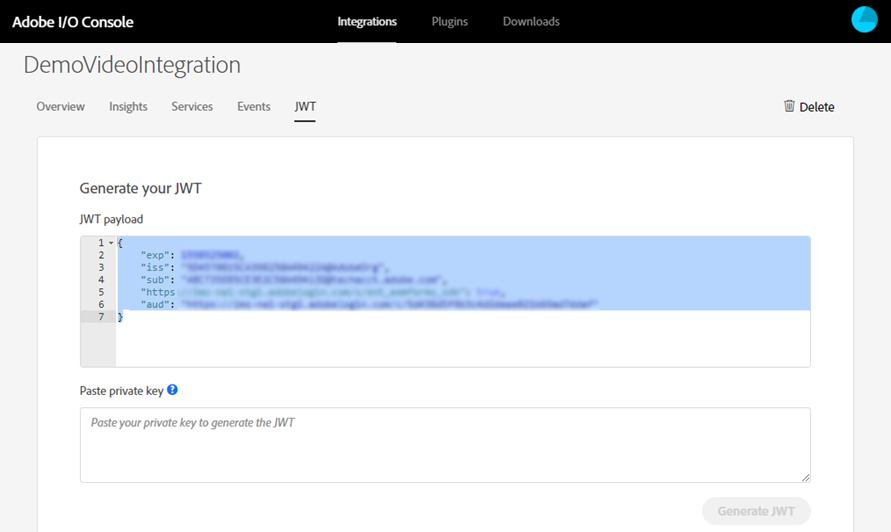 Adobe I/O Console
Integrations
Plugins
Downloads
DemoVideoIntegration
Overview
Insights
Services
Events
JWT
Delete
Generate your JWT
JWT payload
1 {
2 "exp":
3 "iss":
4 "sub":
5 "https
6 "aud":
7 }
Paste private key ?
Paste your private key to generate the JWT
Generate JWT